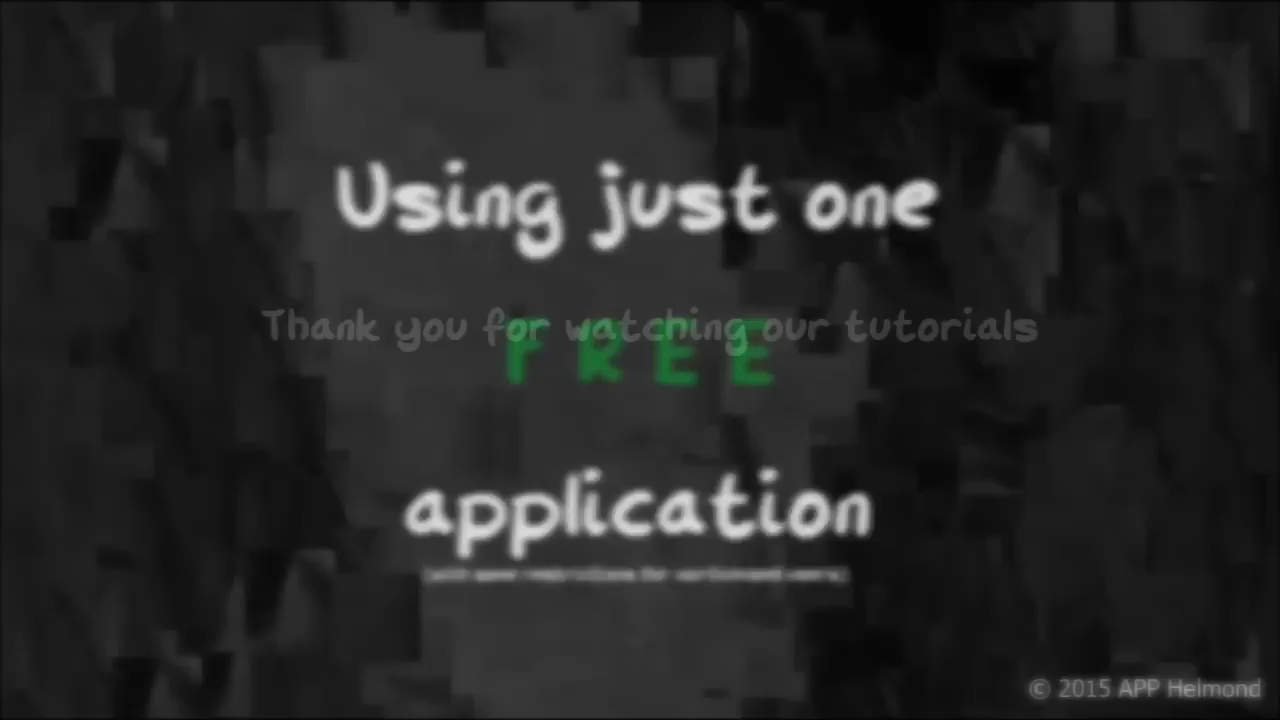 Using just one
Thank you for watching our tutorials
FREE
application
© 2015 APP Helmond